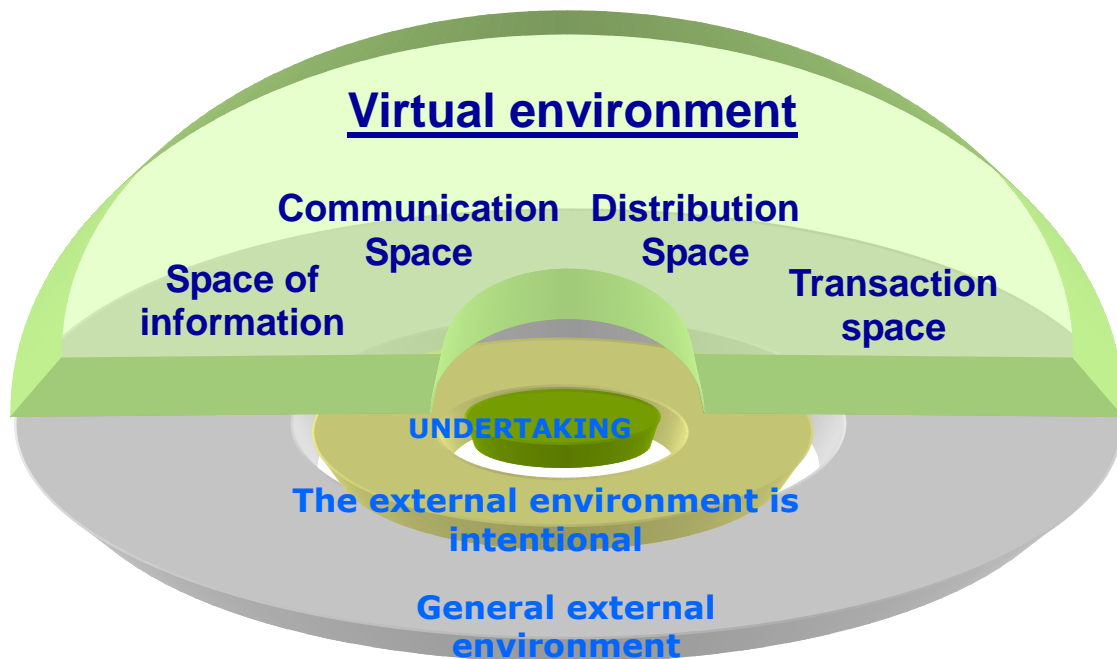 Virtual environment
Communication
Space
Distribution
Space
Space of
information
Transaction
space
UNDERTAKING
The external environment is
intentional
General external
environment